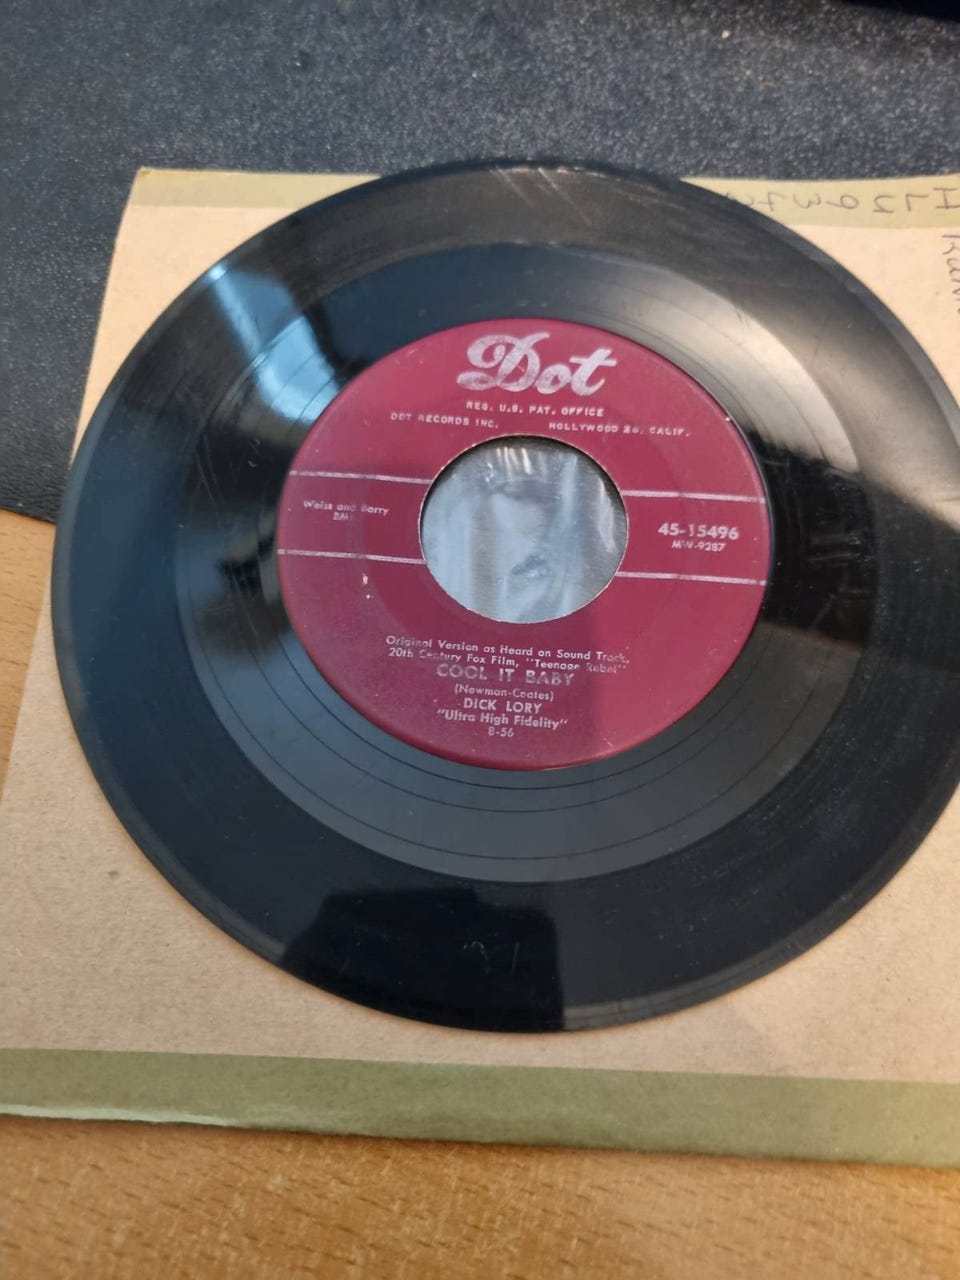 Dot
REG. U.S. PAT. OFFICE
DOT RECORDS INC. HOLLYWOOD 28, CALIF.
Weiss and Barry
BMI
45-15496
MW-9287
Original Version as Heard on Sound Track,
20th Century Fox Film, "Teenage Rebel"
COOL IT BABY
(Newman-Coates)
DICK LORY
"Ultra High Fidelity"
8-56